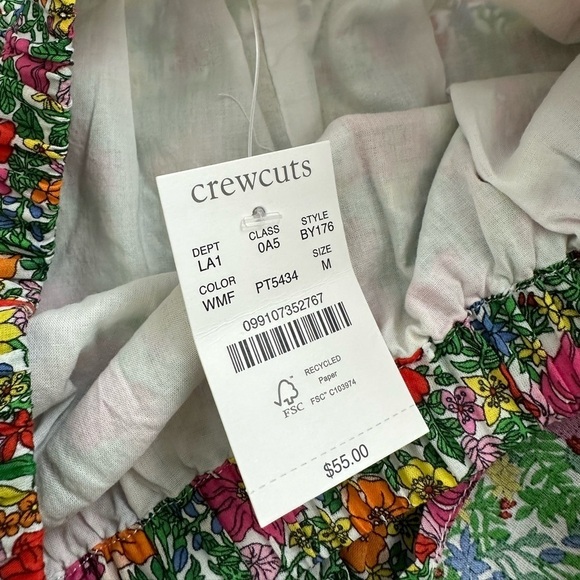 crewcuts
DEPT CLASS STYLE
LA1 0A5 BY176
COLOR SIZE
WMF PT5434 M
099107352767
RECYCLED
Paper
FSC® C103974
FSC
$55.00